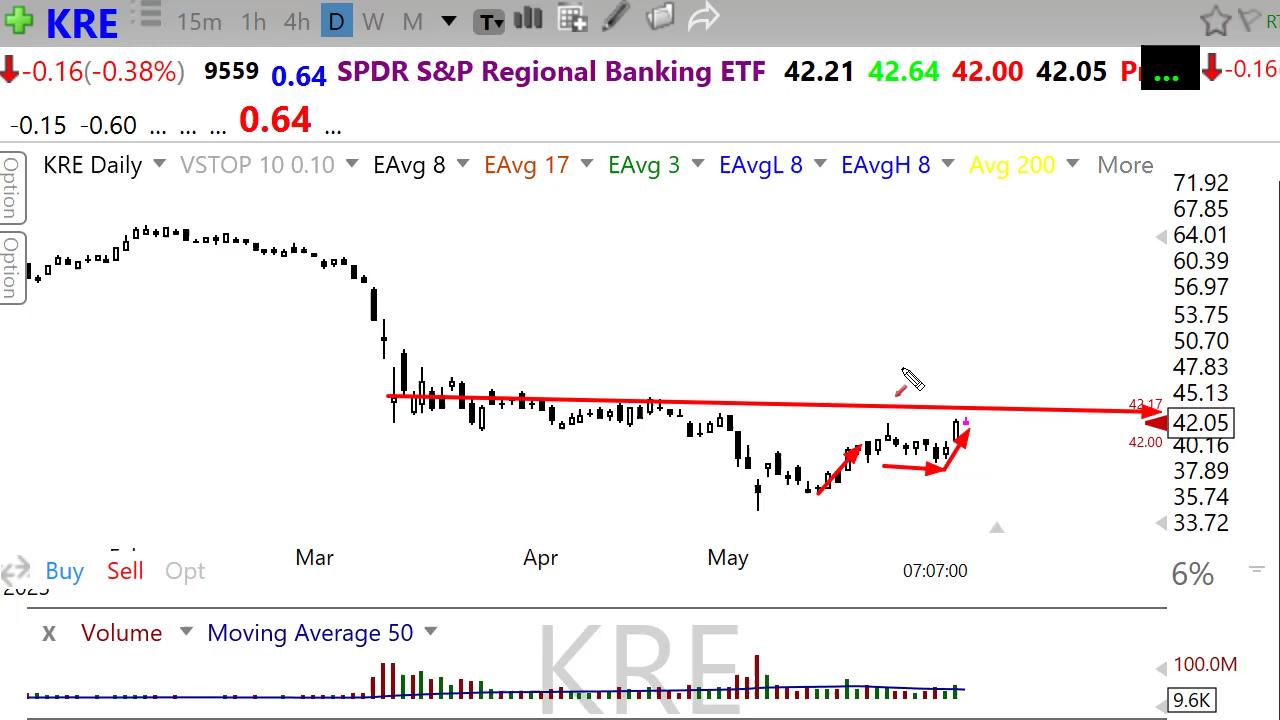 KRE 15m 1h 4h D W M T R
-0.16(-0.38%) 9559 0.64 SPDR S&P Regional Banking ETF 42.21 42.64 42.00 42.05 P ... -0.16
-0.15 -0.60 ... ... ... 0.64 ...
Option
Option
KRE Daily VSTOP 10 0.10 EAvg 8 EAvg 17 EAvg 3 EAvgL 8 EAvgH 8 Avg 200 More
71.92
67.85
64.01
60.39
56.97
53.75
50.70
47.83
45.13
42.17
42.05
42.00
40.16
37.89
35.74
33.72
Mar Apr May
Buy Sell Opt 07:07:00 6%
x Volume Moving Average 50
KRE
100.0M
9.6K